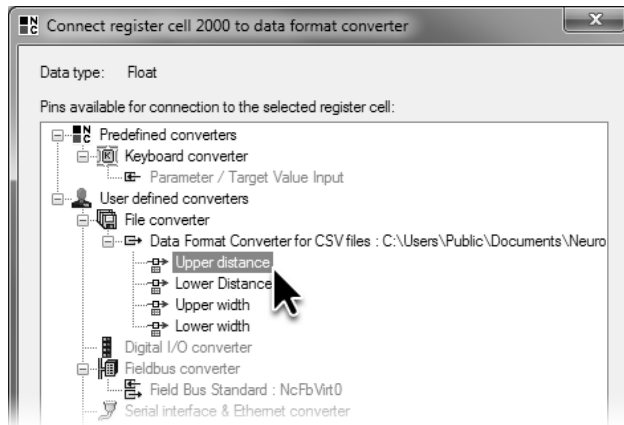 Connect register cell 2000 to data format converter
Data type: Float
Pins available for connection to the selected register cell:
Predefined converters
Keyboard converter
Parameter / Target Value Input
User defined converters
File converter
Data Format Converter for CSV files : C:\Users\Public\Documents\Neuro
Upper distance
Lower Distance
Upper width
Lower width
Digital I/O converter
Fieldbus converter
Field Bus Standard : NcFbVirt0
Serial interface & Ethernet converter